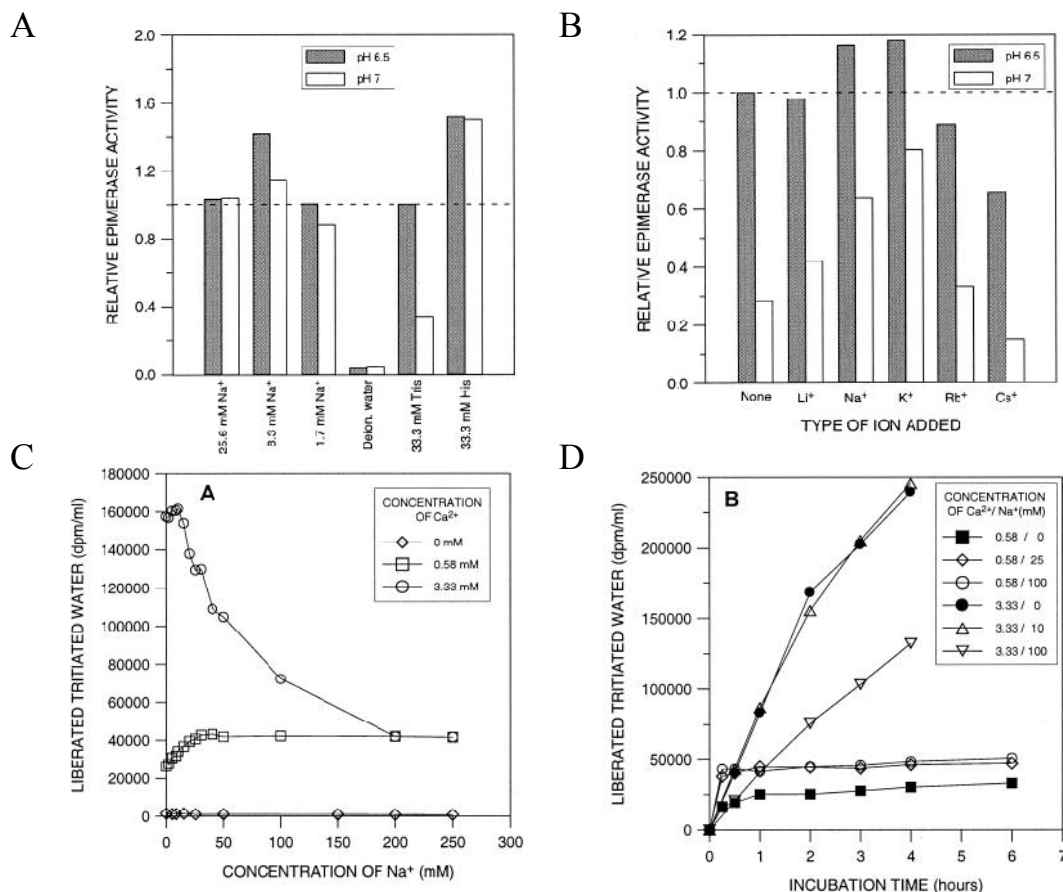 A
2.0
1.6
1.2
0.8
0.4
0.0
RELATIVE EPIMERASE ACTIVITY
pH 6.5
pH 7
25.6 mM Na⁺
8.3 mM Na⁺
1.7 mM Na⁺
Deion. water
33.3 mM Tris
33.3 mM His
B
1.2
1.0
0.8
0.6
0.4
0.2
0.0
RELATIVE EPIMERASE ACTIVITY
pH 6.5
pH 7
None Li⁺ Na⁺ K⁺ Rb⁺ Cs⁺
TYPE OF ION ADDED
C
A
180000
160000
140000
120000
100000
80000
60000
40000
20000
0
LIBERATED TRITIATED WATER (dpm/ml)
CONCENTRATION
OF Ca²⁺
0 mM
0.58 mM
3.33 mM
0 50 100 150 200 250 300
CONCENTRATION OF Na⁺ (mM)
D
B
250000
200000
150000
100000
50000
0
LIBERATED TRITIATED WATER (dpm/ml)
CONCENTRATION
OF Ca²⁺/ Na⁺(mM)
0.58 / 0
0.58 / 25
0.58 / 100
3.33 / 0
3.33 / 10
3.33 / 100
0 1 2 3 4 5 6 7
INCUBATION TIME (hours)